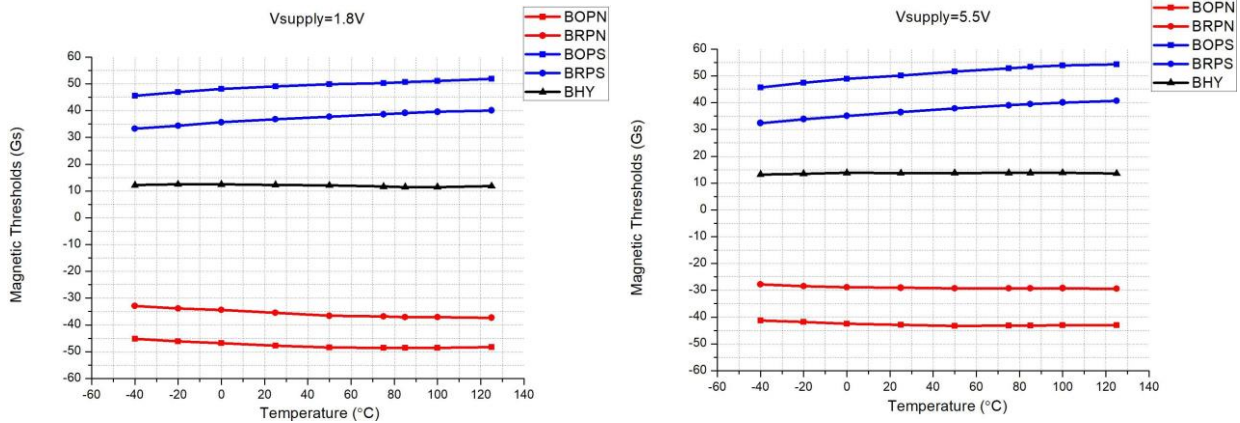 Vsupply=1.8V
BOPN
BRPN
BOPS
BRPS
BHY
Magnetic Thresholds (Gs)
60
50
40
30
20
10
0
-10
-20
-30
-40
-50
-60
-60 -40 -20 0 20 40 60 80 100 120 140
Temperature (°C)
Vsupply=5.5V
BOPN
BRPN
BOPS
BRPS
BHY
Magnetic Thresholds (Gs)
60
50
40
30
20
10
0
-10
-20
-30
-40
-50
-60
-60 -40 -20 0 20 40 60 80 100 120 140
Temperature (°C)